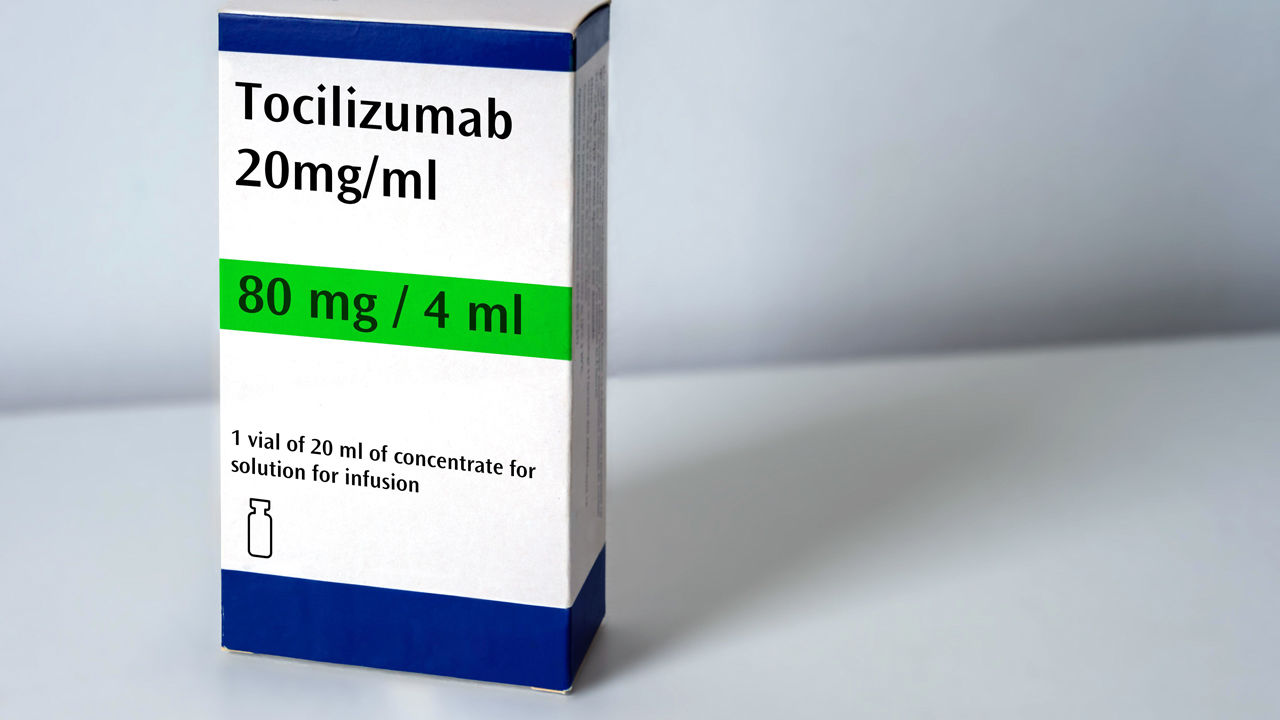 Tocilizumab
20mg/ml
80 mg / 4 ml
1 vial of 20 ml of concentrate for
solution for infusion